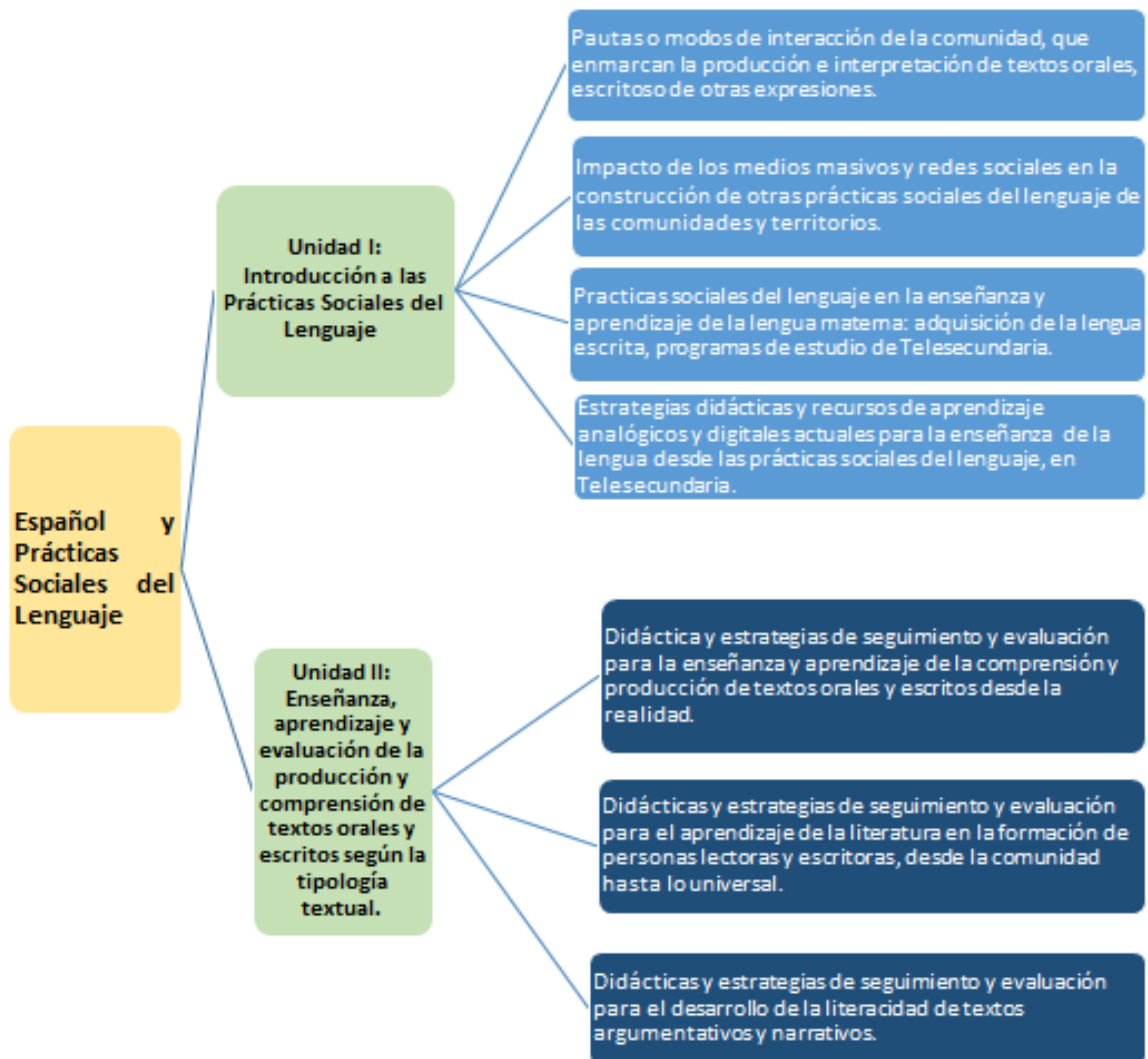 Español y
Prácticas
Sociales del
Lenguaje
Unidad I:
Introducción a las
Prácticas Sociales del
Lenguaje
Pautas o modos de interacción de la comunidad, que
enmarcan la producción e interpretación de textos orales,
escritoso de otras expresiones.
Impacto de los medios masivos y redes sociales en la
construcción de otras prácticas sociales del lenguaje de
las comunidades y territorios.
Practicas sociales del lenguaje en la enseñanza y
aprendizaje de la lengua materna: adquisición de la lengua
escrita, programas de estudio de Telesecundaria.
Estrategias didácticas y recursos de aprendizaje
analógicos y digitales actuales para la enseñanza de la
lengua desde las prácticas sociales del lenguaje, en
Telesecundaria.
Unidad II:
Enseñanza,
aprendizaje y
evaluación de la
producción y
comprensión de
textos orales y
escritos según la
tipología
textual.
Didáctica y estrategias de seguimiento y evaluación
para la enseñanza y aprendizaje de la comprensión y
producción de textos orales y escritos desde la
realidad.
Didácticas y estrategias de seguimiento y evaluación
para el aprendizaje de la literatura en la formación de
personas lectoras y escritoras, desde la comunidad
hasta lo universal.
Didácticas y estrategias de seguimiento y evaluación
para el desarrollo de la literacidad de textos
argumentativos y narrativos.